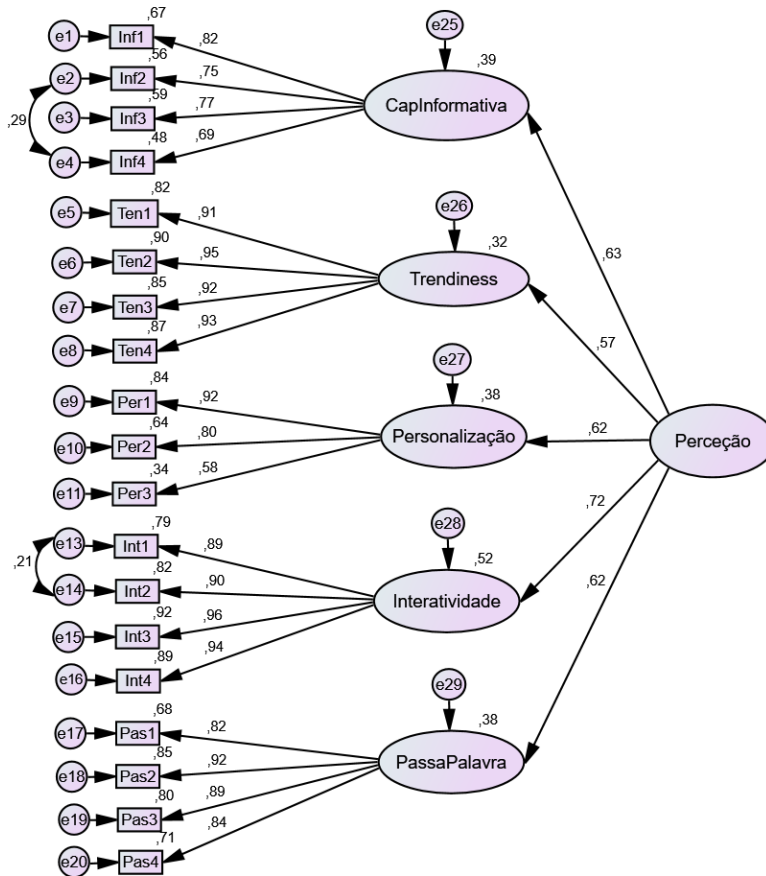 ,67
e1 Inf1 ,82
,56
e2 Inf2 ,75
,59
e3 Inf3 ,77
,29
,48
e4 Inf4 ,69
e25
,39
CapInformativa
,63
,82
e5 Ten1 ,91
,90
e6 Ten2 ,95
,85
e7 Ten3 ,92
,87
e8 Ten4 ,93
e26
,32
Trendiness
,57
,84
e9 Per1 ,92
,64
e10 Per2 ,80
,34
e11 Per3 ,58
e27
,38
Personalização
,62
Perceção
,79
e13 Int1 ,89
,21
,82
e14 Int2 ,90
,92
e15 Int3 ,96
,89
e16 Int4 ,94
e28
,52
Interatividade
,72
,68
e17 Pas1 ,82
,85
e18 Pas2 ,92
,80
e19 Pas3 ,89
,71
e20 Pas4 ,84
e29
,38
PassaPalavra
,62